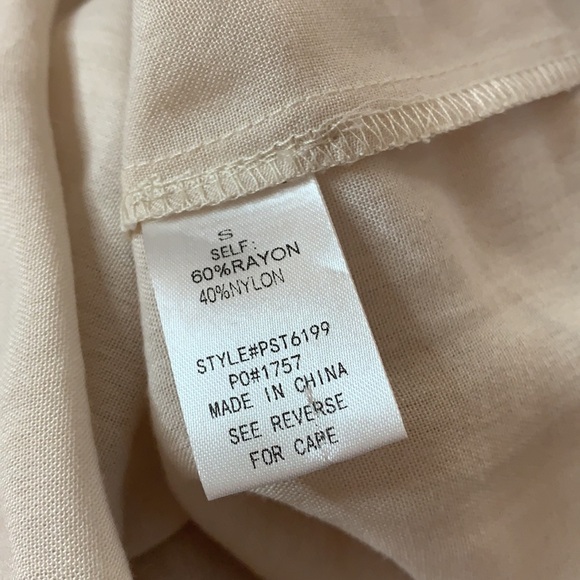 S
SELF:
60%RAYON
40%NYLON
STYLE#PST6199
PO#1757
MADE IN CHINA
SEE REVERSE
FOR CAPE